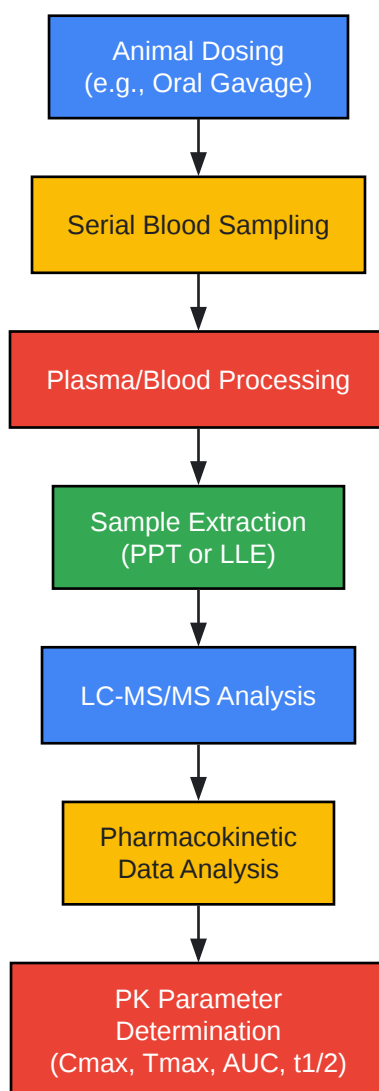 Animal Dosing
(e.g., Oral Gavage)
Serial Blood Sampling
Plasma/Blood Processing
Sample Extraction
(PPT or LLE)
LC-MS/MS Analysis
Pharmacokinetic
Data Analysis
PK Parameter
Determination
(Cmax, Tmax, AUC, t1/2)